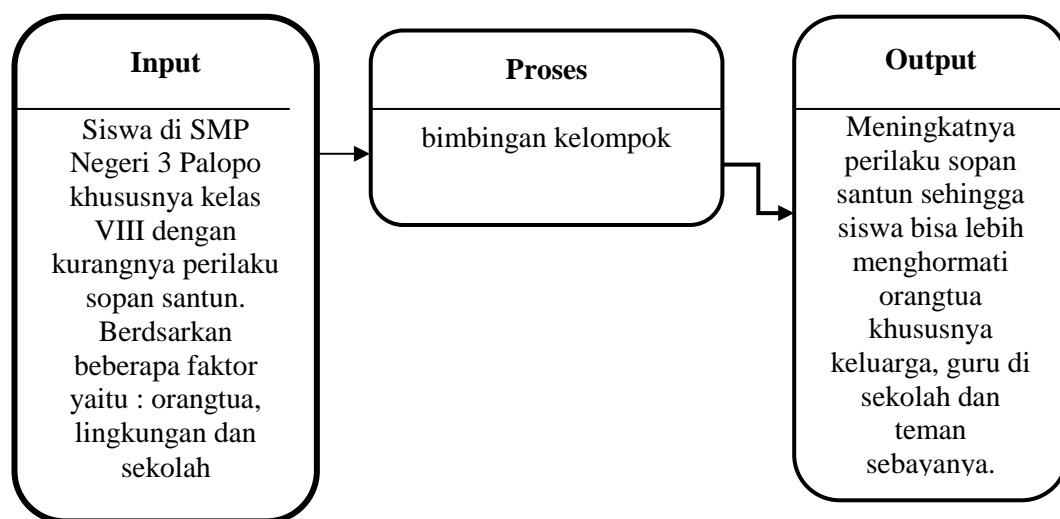 Input
Siswa di SMP
Negeri 3 Palopo
khususnya kelas
VIII dengan
kurangnya perilaku
sopan santun.
Berdsarkan
beberapa faktor
yaitu : orangtua,
lingkungan dan
sekolah
Proses
bimbingan kelompok
Output
Meningkatnya
perilaku sopan
santun sehingga
siswa bisa lebih
menghormati
orangtua
khususnya
keluarga, guru di
sekolah dan
teman
sebayanya.